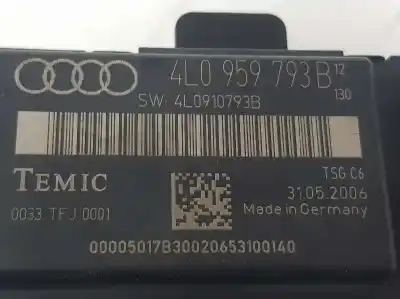 4L0 959 793B 12
130
SW: 4L0910793B
TEMIC
TSG C6
31.05.2006
0033 TFJ 0001
Made in Germany
00005017B30020653100140